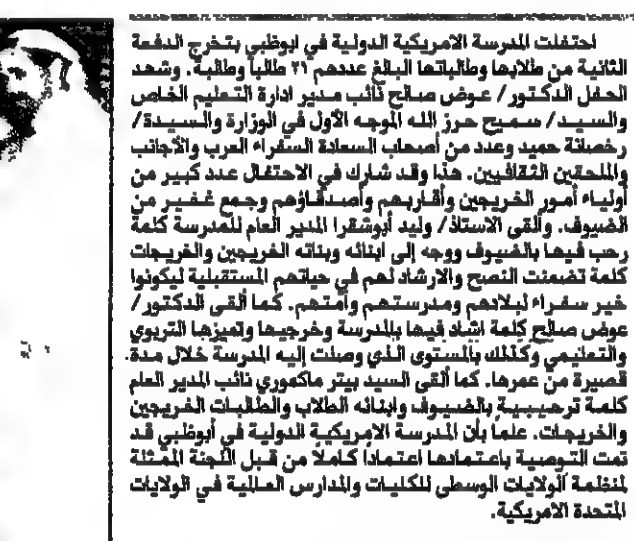 احتفلت المدرسة الامريكية الدولية في ابوظبي بتخرج الدفعة
الثانية من طلابها وطالباتها البالغ عددهم ٢١ طالباً وطالبة. وشهد
الحفل الدكتور/ عوض صالح نائب مدير ادارة التعليم الخاص
والسيد/ سميح حرز الله الموجه الأول في الوزارة والسيدة/
رخصانة حميد وعدد من أصحاب السعادة السفراء العرب والأجانب
والملحقين الثقافيين. هذا وقد شارك في الاحتفال عدد كبير من
أولياء أمور الخريجين وأقاربهم وأصدقاؤهم وجمع غفير من
الضيوف. وألقى الاستاذ/ وليد أبوشقرا المدير العام للمدرسة كلمة
رحب فيها بالضيوف ووجه إلى ابنائه وبناته الخريجين والخريجات
كلمة تضمنت النصح والارشاد لهم في حياتهم المستقبلية ليكونوا
خير سفراء لبلادهم ومدرستهم وأمتهم. كما ألقى الدكتور/
عوض صالح كلمة اشاد فيها بالمدرسة وخرجيها وتميزها التربوي
والتعليمي وكذلك بالمستوى الذي وصلت إليه المدرسة خلال مدة
قصيرة من عمرها. كما ألقى السيد بيتر ماكموري نائب المدير العام
كلمة ترحيبية بالضيوف وابنائه الطلاب والطالبات الخريجين
والخريجات. علماً بأن المدرسة الامريكية الدولية في أبوظبي قد
تمت التوصية باعتمادها اعتماداً كاملاً من قبل اللجنة الممثلة
لمنظمة الولايات الوسطى للكليات والمدارس العالية في الولايات
المتحدة الامريكية.